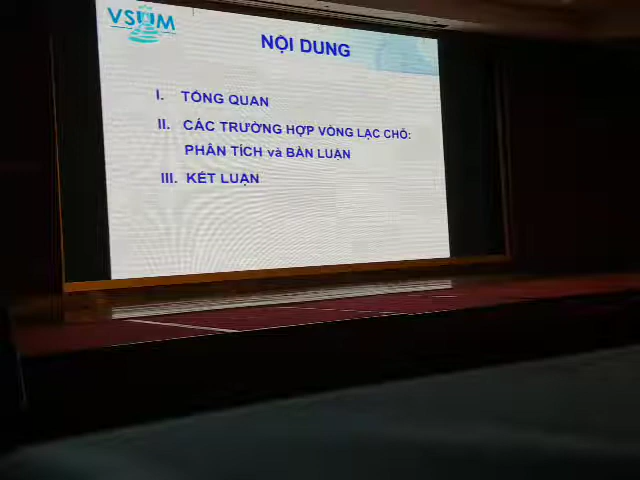 VSUM
NỘI DUNG
I. TỔNG QUAN
II. CÁC TRƯỜNG HỢP VÒNG LẠC CHỖ:
PHÂN TÍCH và BÀN LUẬN
III. KẾT LUẬN